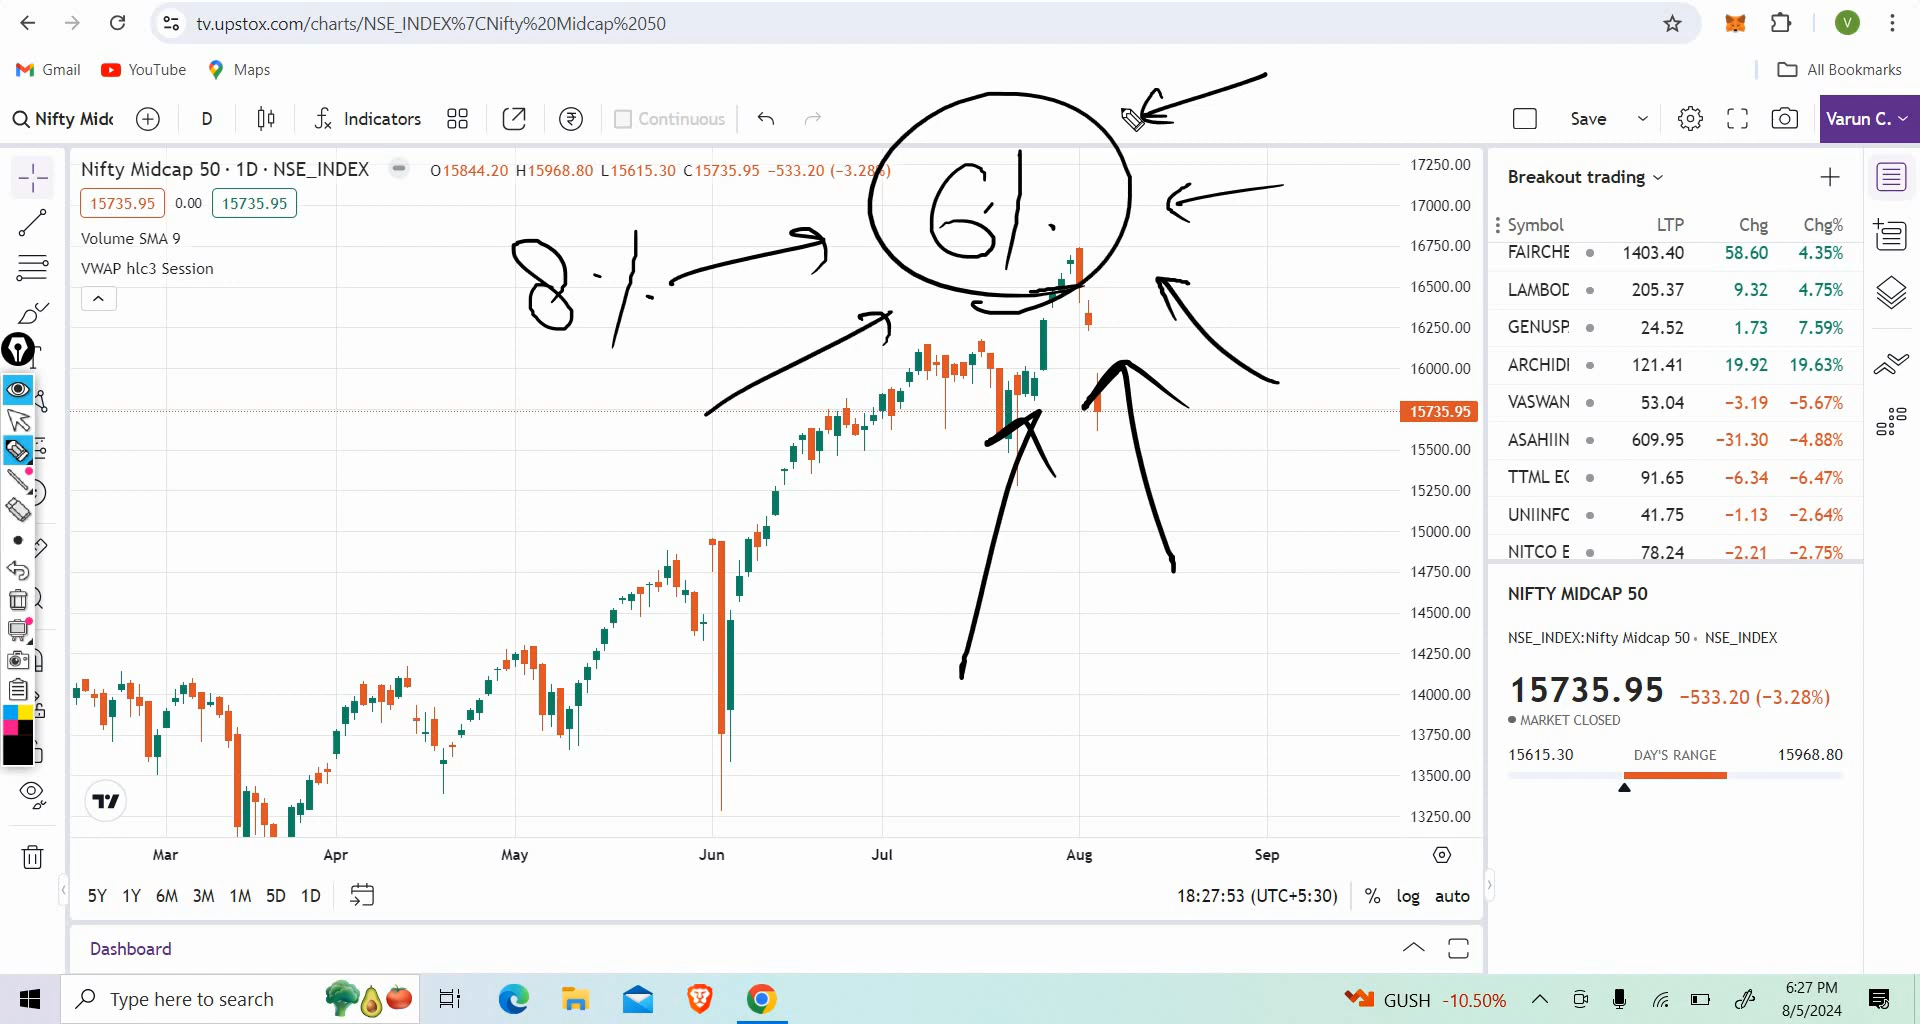 tv.upstox.com/charts/NSE_INDEX%7CNifty%20Midcap%2050
V
Gmail YouTube Maps All Bookmarks
Nifty Midc D Indicators Continuous Save Varun C.
Nifty Midcap 50 · 1D · NSE_INDEX O15844.20 H15968.80 L15615.30 C15735.95 −533.20 (−3.28%)
15735.95 0.00 15735.95
Volume SMA 9
VWAP hlc3 Session
6%
8%
17250.00
17000.00
16750.00
16500.00
16250.00
16000.00
15735.95
15500.00
15250.00
15000.00
14750.00
14500.00
14250.00
14000.00
13750.00
13500.00
13250.00
Mar Apr May Jun Jul Aug Sep
5Y 1Y 6M 3M 1M 5D 1D 18:27:53 (UTC+5:30) % log auto
Dashboard
Breakout trading
Symbol LTP Chg Chg%
FAIRCHE 1403.40 58.60 4.35%
LAMBOD 205.37 9.32 4.75%
GENUSP. 24.52 1.73 7.59%
ARCHIDI 121.41 19.92 19.63%
VASWAN 53.04 −3.19 −5.67%
ASAHIIN 609.95 −31.30 −4.88%
TTML EC 91.65 −6.34 −6.47%
UNIINFC 41.75 −1.13 −2.64%
NITCO E 78.24 −2.21 −2.75%
NIFTY MIDCAP 50
NSE_INDEX:Nifty Midcap 50 • NSE_INDEX
15735.95 −533.20 (−3.28%)
MARKET CLOSED
15615.30 DAY'S RANGE 15968.80
Type here to search
GUSH -10.50%
6:27 PM
8/5/2024